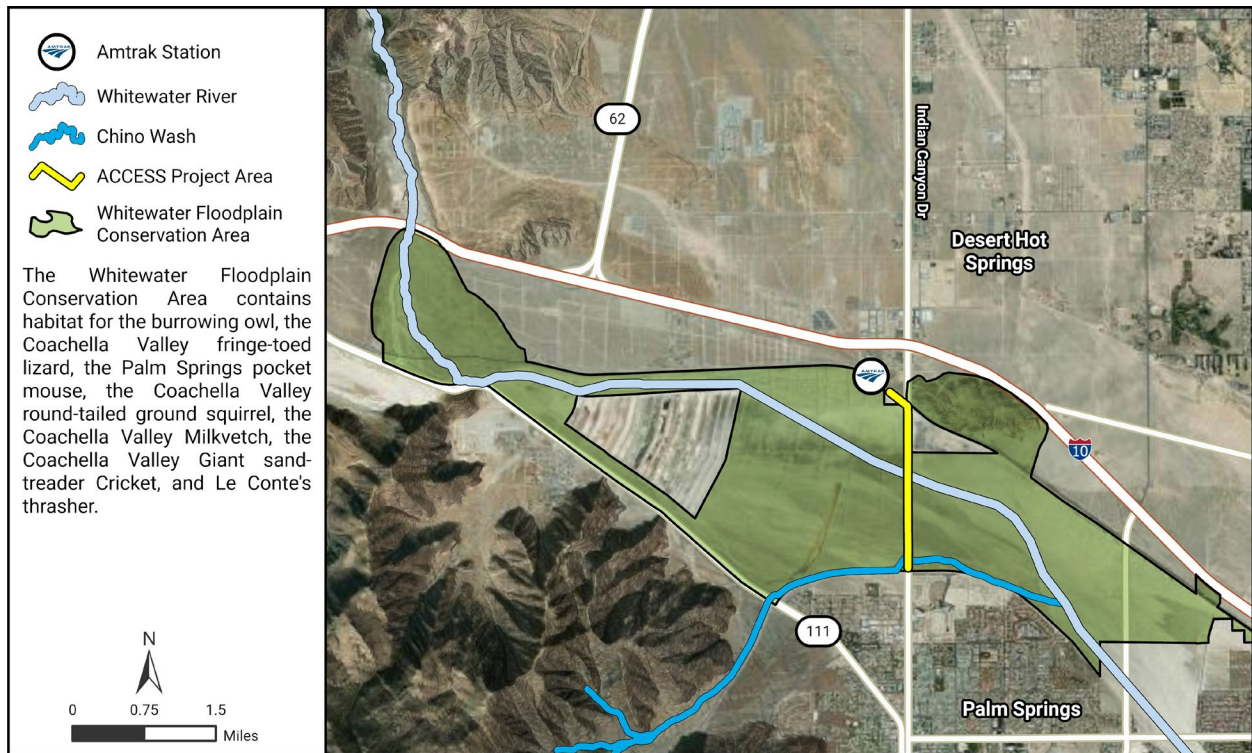 AMTRAK
Amtrak Station
Whitewater River
Chino Wash
ACCESS Project Area
Whitewater Floodplain
Conservation Area
The Whitewater Floodplain
Conservation Area contains
habitat for the burrowing owl, the
Coachella Valley fringe-toed
lizard, the Palm Springs pocket
mouse, the Coachella Valley
round-tailed ground squirrel, the
Coachella Valley Milkvetch, the
Coachella Valley Giant sand-
treader Cricket, and Le Conte's
thrasher.
N
0 0.75 1.5
Miles
62
Indian Canyon Dr
Desert Hot
Springs
AMTRAK
10
111
Palm Springs